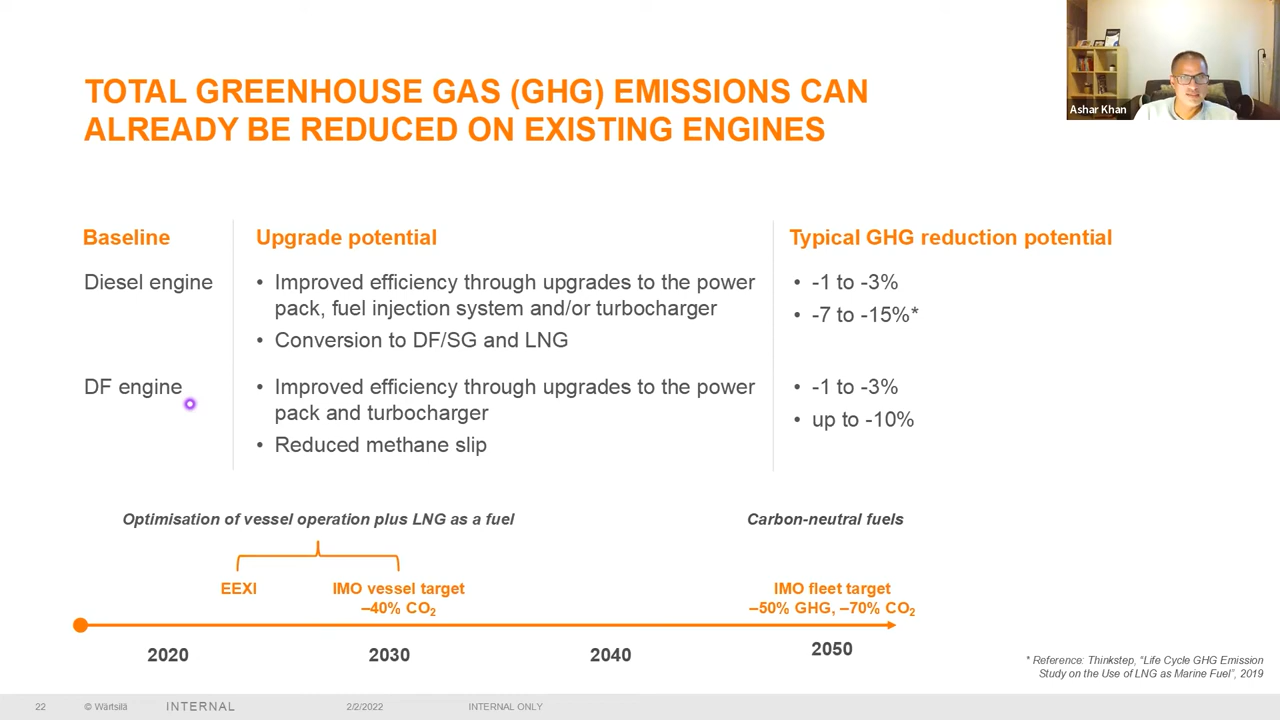 TOTAL GREENHOUSE GAS (GHG) EMISSIONS CAN
ALREADY BE REDUCED ON EXISTING ENGINES
Ashar Khan
Baseline
Upgrade potential
Typical GHG reduction potential
Diesel engine
• Improved efficiency through upgrades to the power
pack, fuel injection system and/or turbocharger
• Conversion to DF/SG and LNG
• -1 to -3%
• -7 to -15%*
DF engine
• Improved efficiency through upgrades to the power
pack and turbocharger
• Reduced methane slip
• -1 to -3%
• up to -10%
Optimisation of vessel operation plus LNG as a fuel
Carbon-neutral fuels
EEXI
IMO vessel target
–40% CO₂
IMO fleet target
–50% GHG, –70% CO₂
2020
2030
2040
2050
* Reference: Thinkstep, "Life Cycle GHG Emission
Study on the Use of LNG as Marine Fuel", 2019
22
© Wärtsilä
INTERNAL
2/2/2022
INTERNAL ONLY